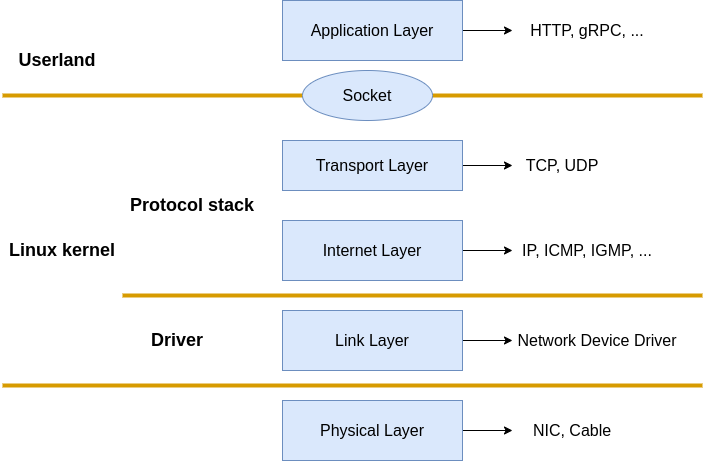 Application Layer
HTTP, gRPC, ...
Userland
Socket
Transport Layer
TCP, UDP
Protocol stack
Linux kernel
Internet Layer
IP, ICMP, IGMP, ...
Driver
Link Layer
Network Device Driver
Physical Layer
NIC, Cable